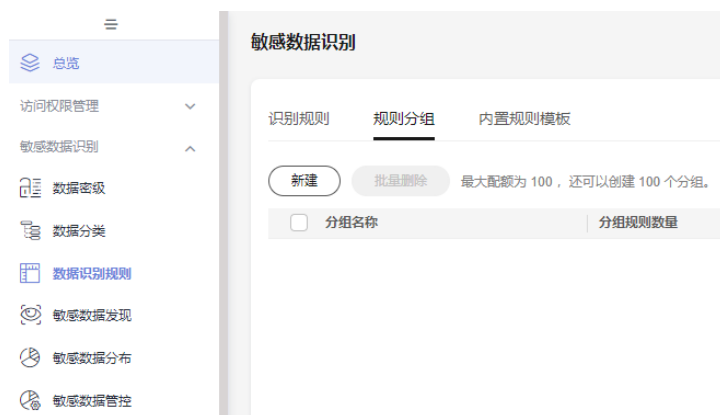 总览
访问权限管理
敏感数据识别
数据密级
数据分类
数据识别规则
敏感数据发现
敏感数据分布
敏感数据管控
敏感数据识别
识别规则 规则分组 内置规则模板
新建 批量删除 最大配额为 100，还可以创建 100 个分组。
分组名称 分组规则数量